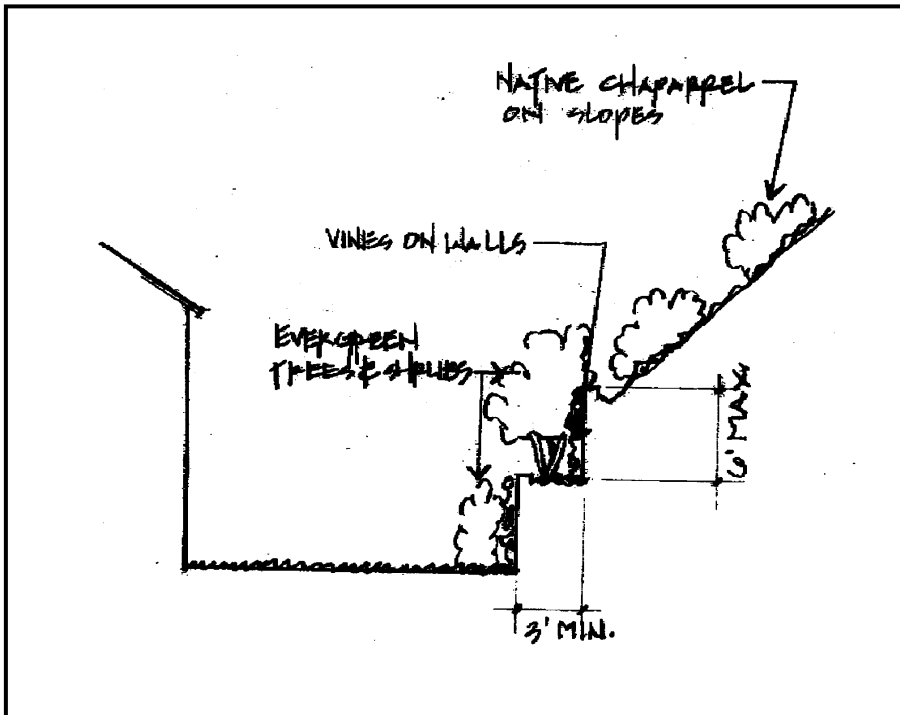 NATIVE CHAPARREL
ON SLOPES
VINES ON WALLS
EVERGREEN
TREES & SHRUBS
6' MAX
3' MIN.